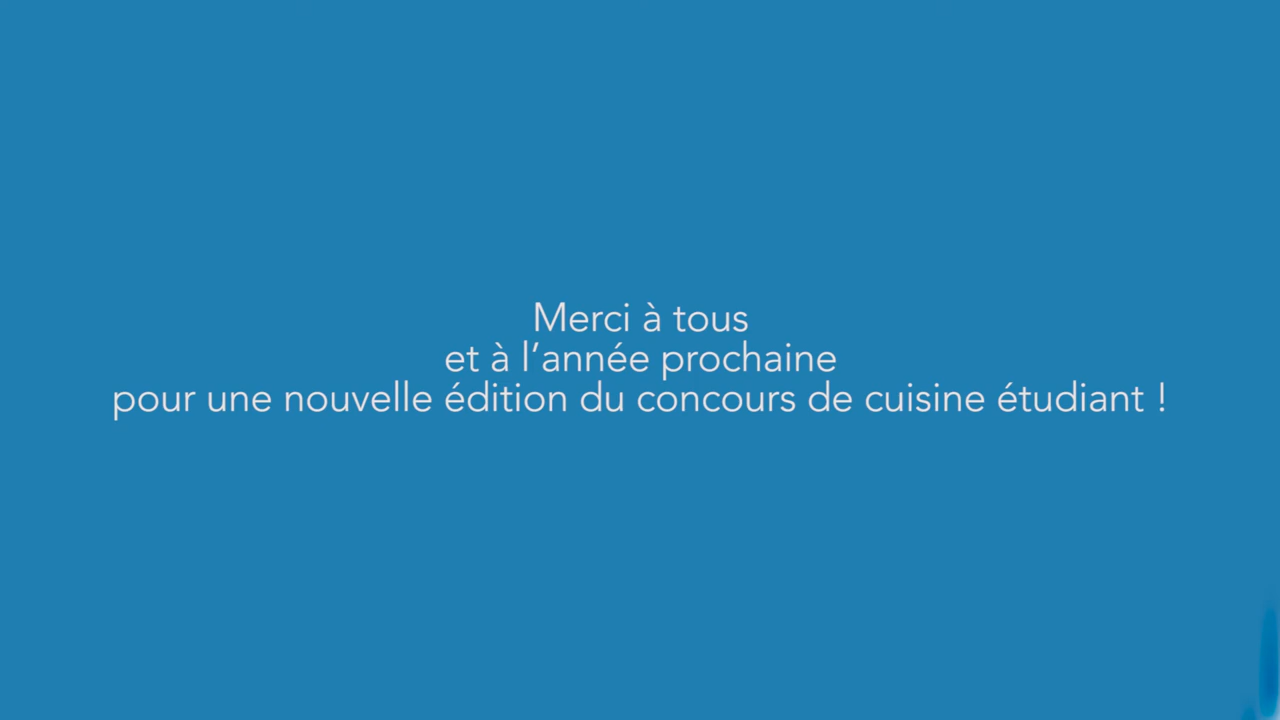 Merci à tous
et à l’année prochaine
pour une nouvelle édition du concours de cuisine étudiant !